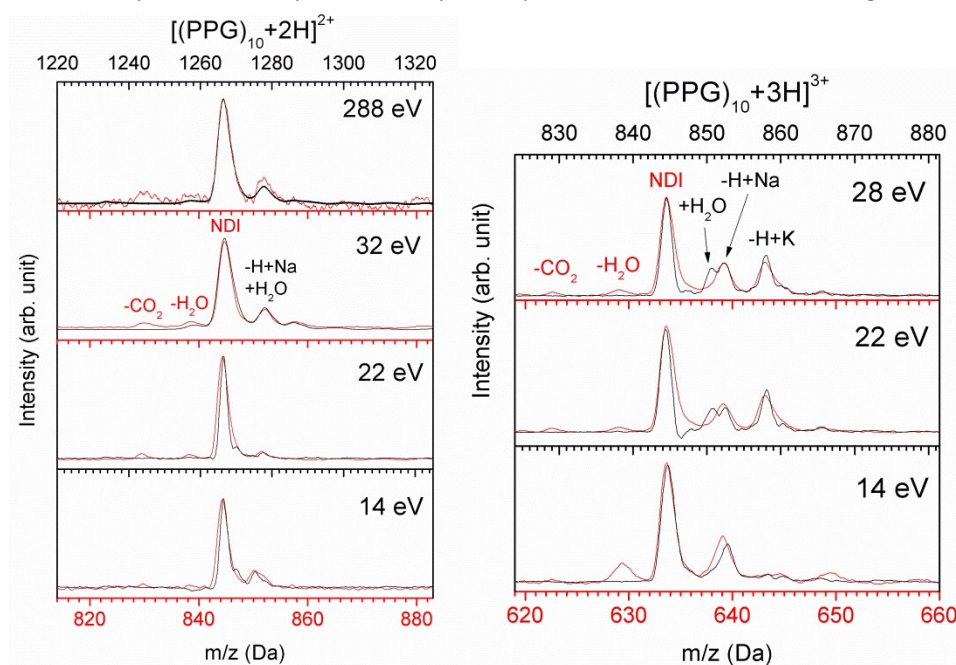 [(PPG)10+2H]2+
1220 1240 1260 1280 1300 1320
288 eV
32 eV
NDI
-H+Na
+H2O
-CO2
-H2O
22 eV
14 eV
820 840 860 880
m/z (Da)
Intensity (arb. unit)
[(PPG)10+3H]3+
830 840 850 860 870 880
28 eV
NDI
-H+Na
+H2O
-H+K
-CO2
-H2O
22 eV
14 eV
620 630 640 650 660
m/z (Da)
Intensity (arb. unit)